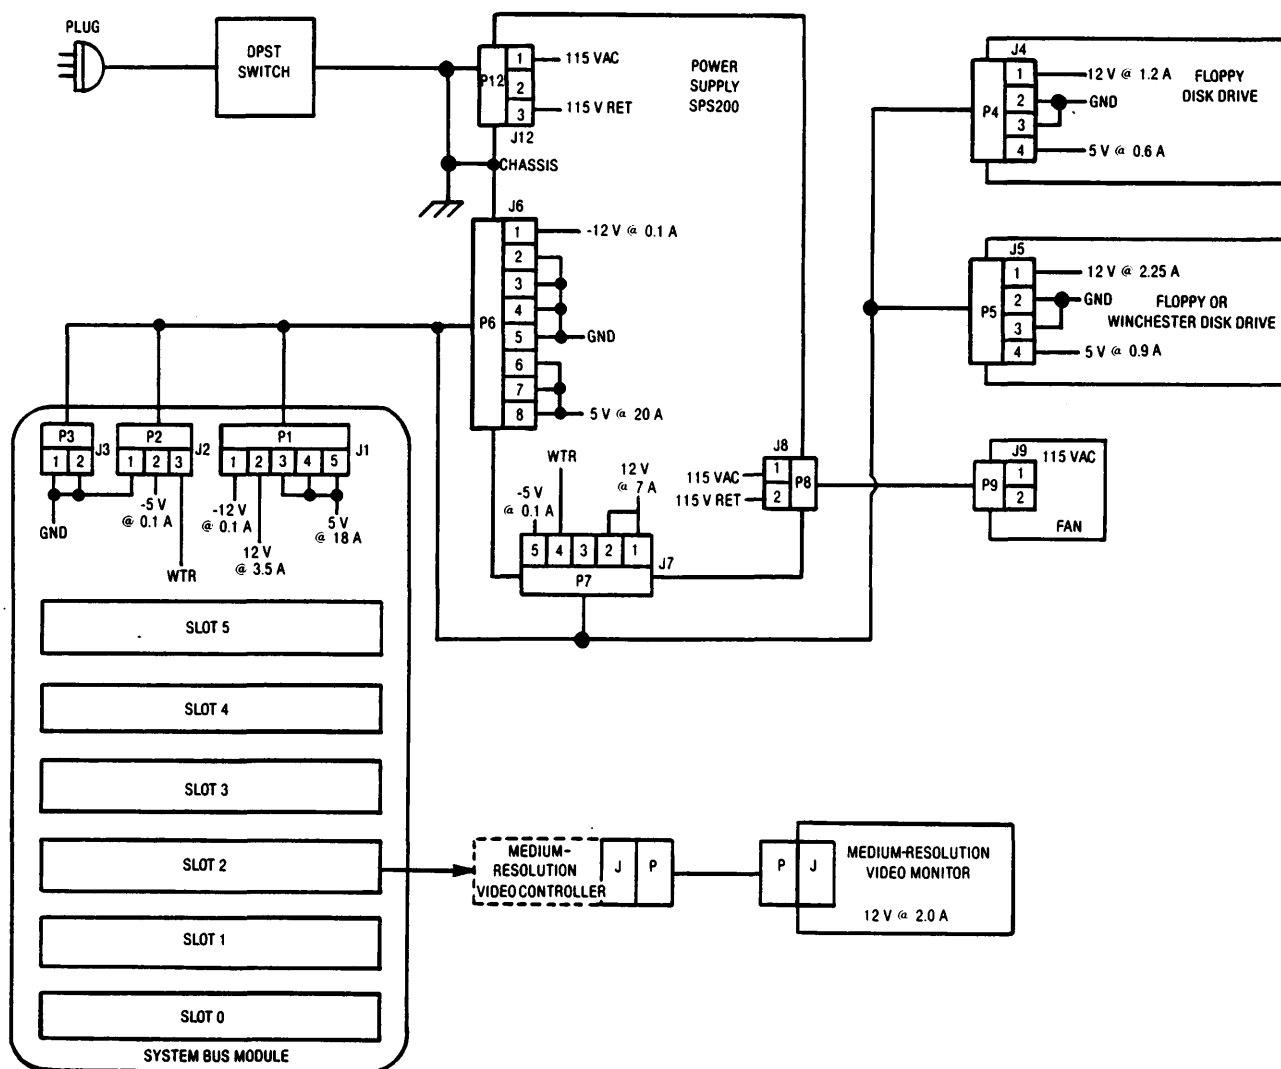 PLUG
DPST
SWITCH
P12
1
2
3
J12
115 VAC
115 V RET
POWER
SUPPLY
SPS200
CHASSIS
J6
P6
1
2
3
4
5
6
7
8
-12 V @ 0.1 A
GND
5 V @ 20 A
J4
P4
1
2
3
4
12 V @ 1.2 A
GND
5 V @ 0.6 A
FLOPPY
DISK DRIVE
J5
P5
1
2
3
4
12 V @ 2.25 A
GND
5 V @ 0.9 A
FLOPPY OR
WINCHESTER DISK DRIVE
P3
1 2
J3
P2
1 2 3
J2
P1
1 2 3 4 5
J1
GND
-5 V
@ 0.1 A
WTR
-12 V
@ 0.1 A
12 V
@ 3.5 A
5 V
@ 18 A
WTR
-5 V
@ 0.1 A
12 V
@ 7 A
5 4 3 2 1
J7
P7
J8
1
2
P8
115 VAC
115 V RET
J9
P9
1
2
115 VAC
FAN
SLOT 5
SLOT 4
SLOT 3
SLOT 2
SLOT 1
SLOT 0
SYSTEM BUS MODULE
MEDIUM-
RESOLUTION
VIDEO CONTROLLER
J P
P J
MEDIUM-RESOLUTION
VIDEO MONITOR
12 V @ 2.0 A